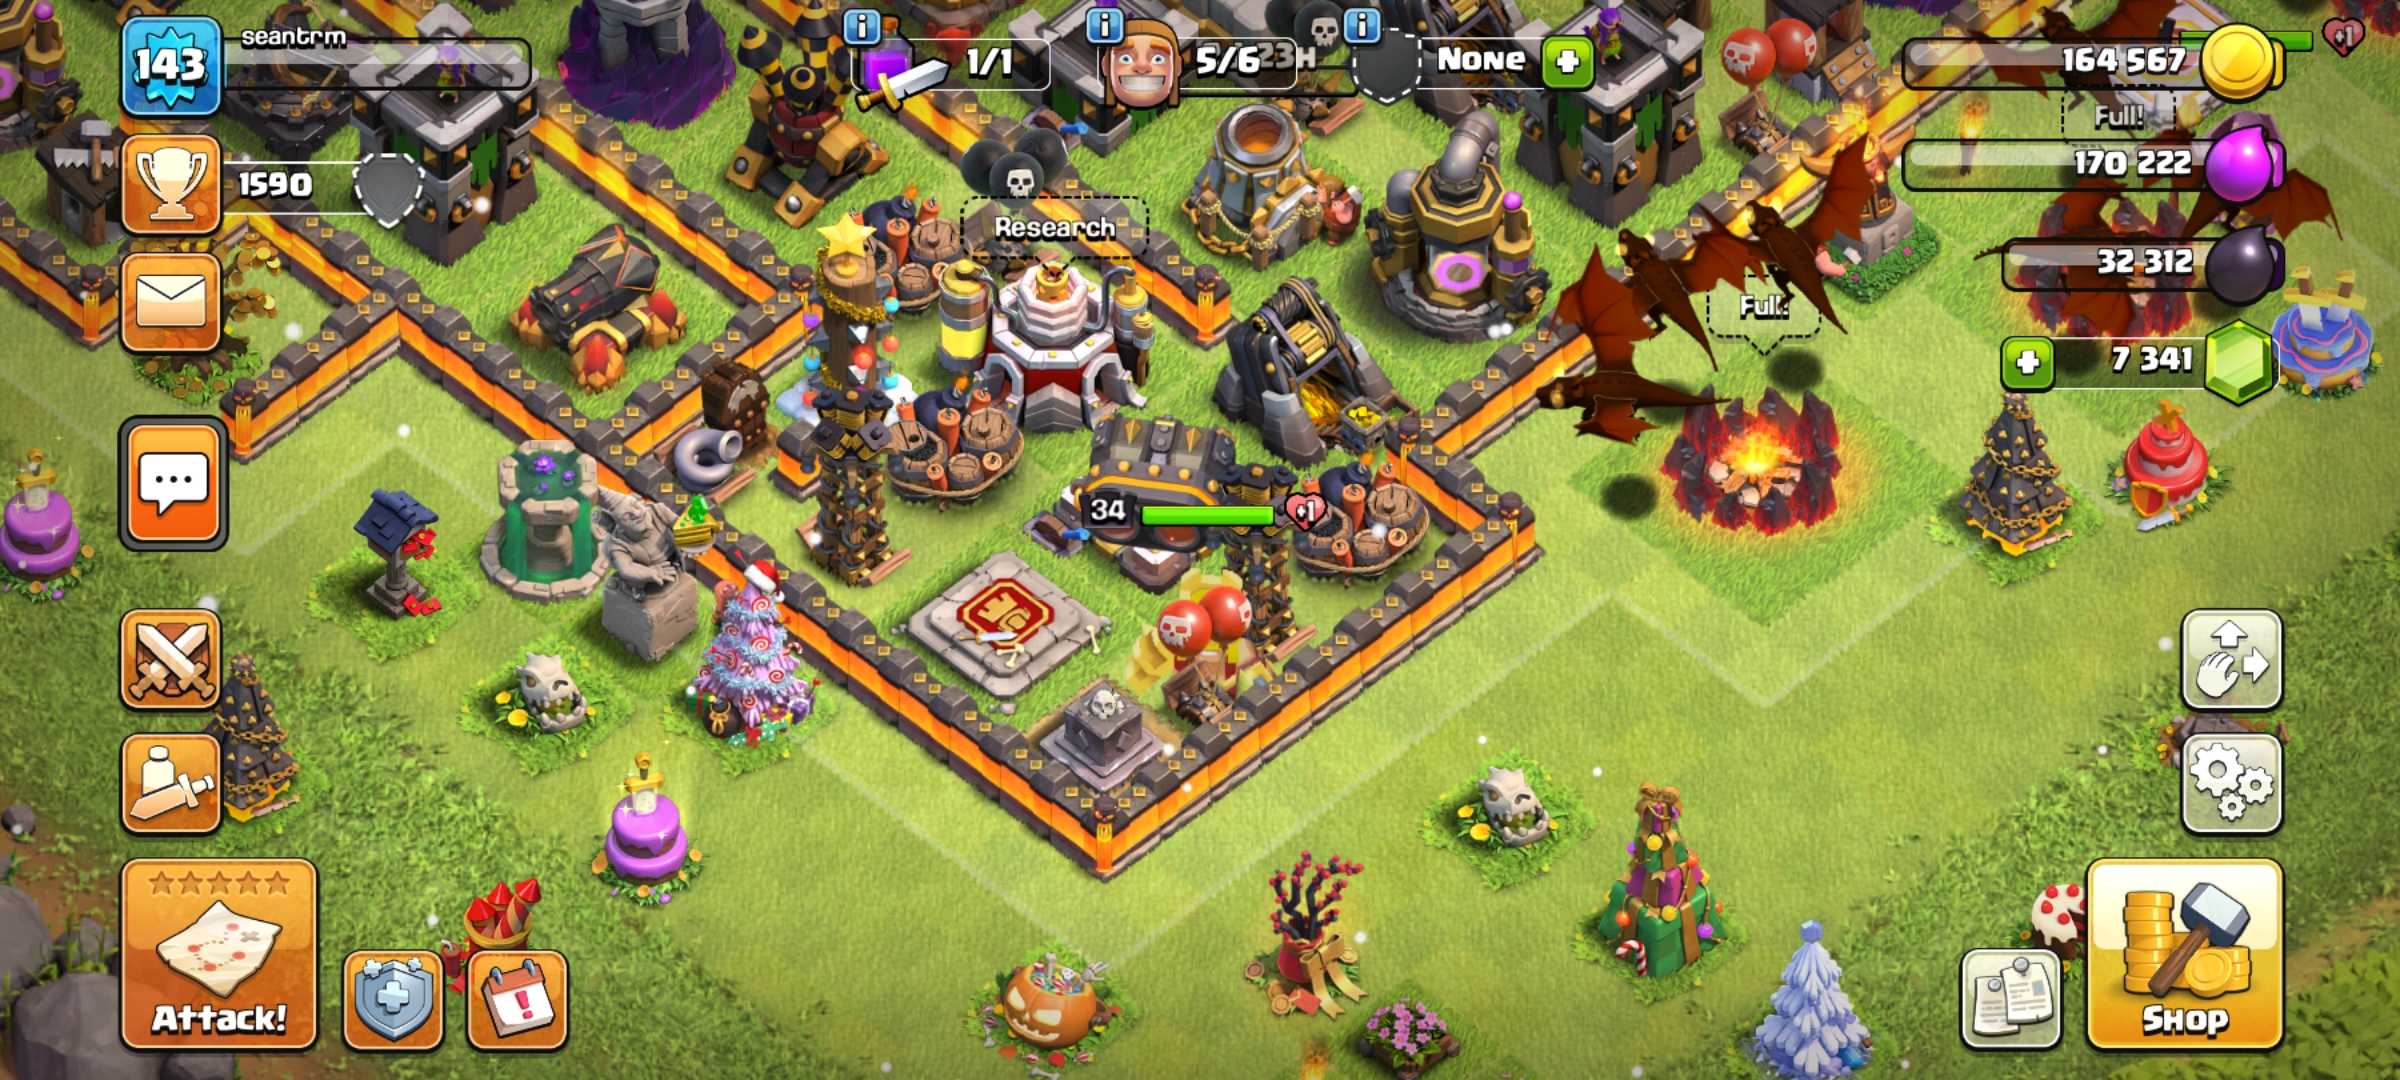 143
seantrm
1/1
5/6
23H
None
164 567
Full!
1590
170 222
Research
32 312
Full!
7 341
34
+1
+1
Attack!
Shop